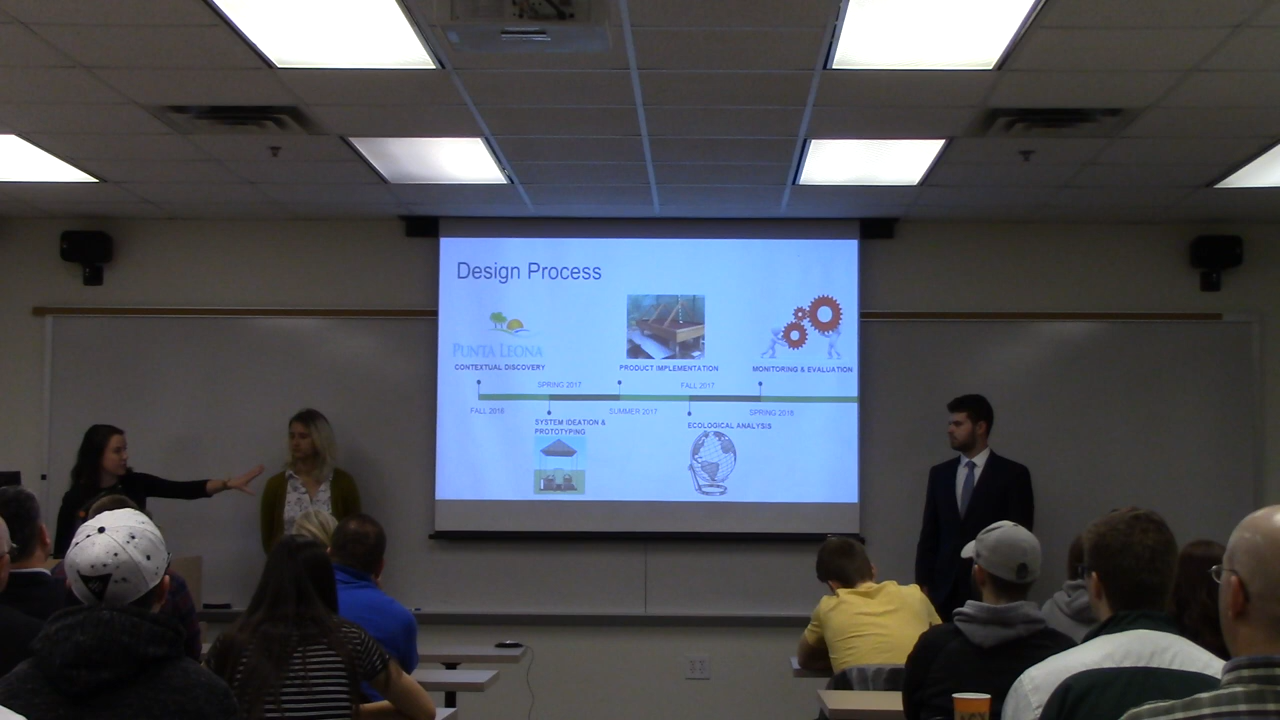 Design Process
PUNTA LEONA
CONTEXTUAL DISCOVERY
PRODUCT IMPLEMENTATION
MONITORING & EVALUATION
SPRING 2017
FALL 2017
FALL 2016
SUMMER 2017
SPRING 2018
SYSTEM IDEATION &
PROTOTYPING
ECOLOGICAL ANALYSIS